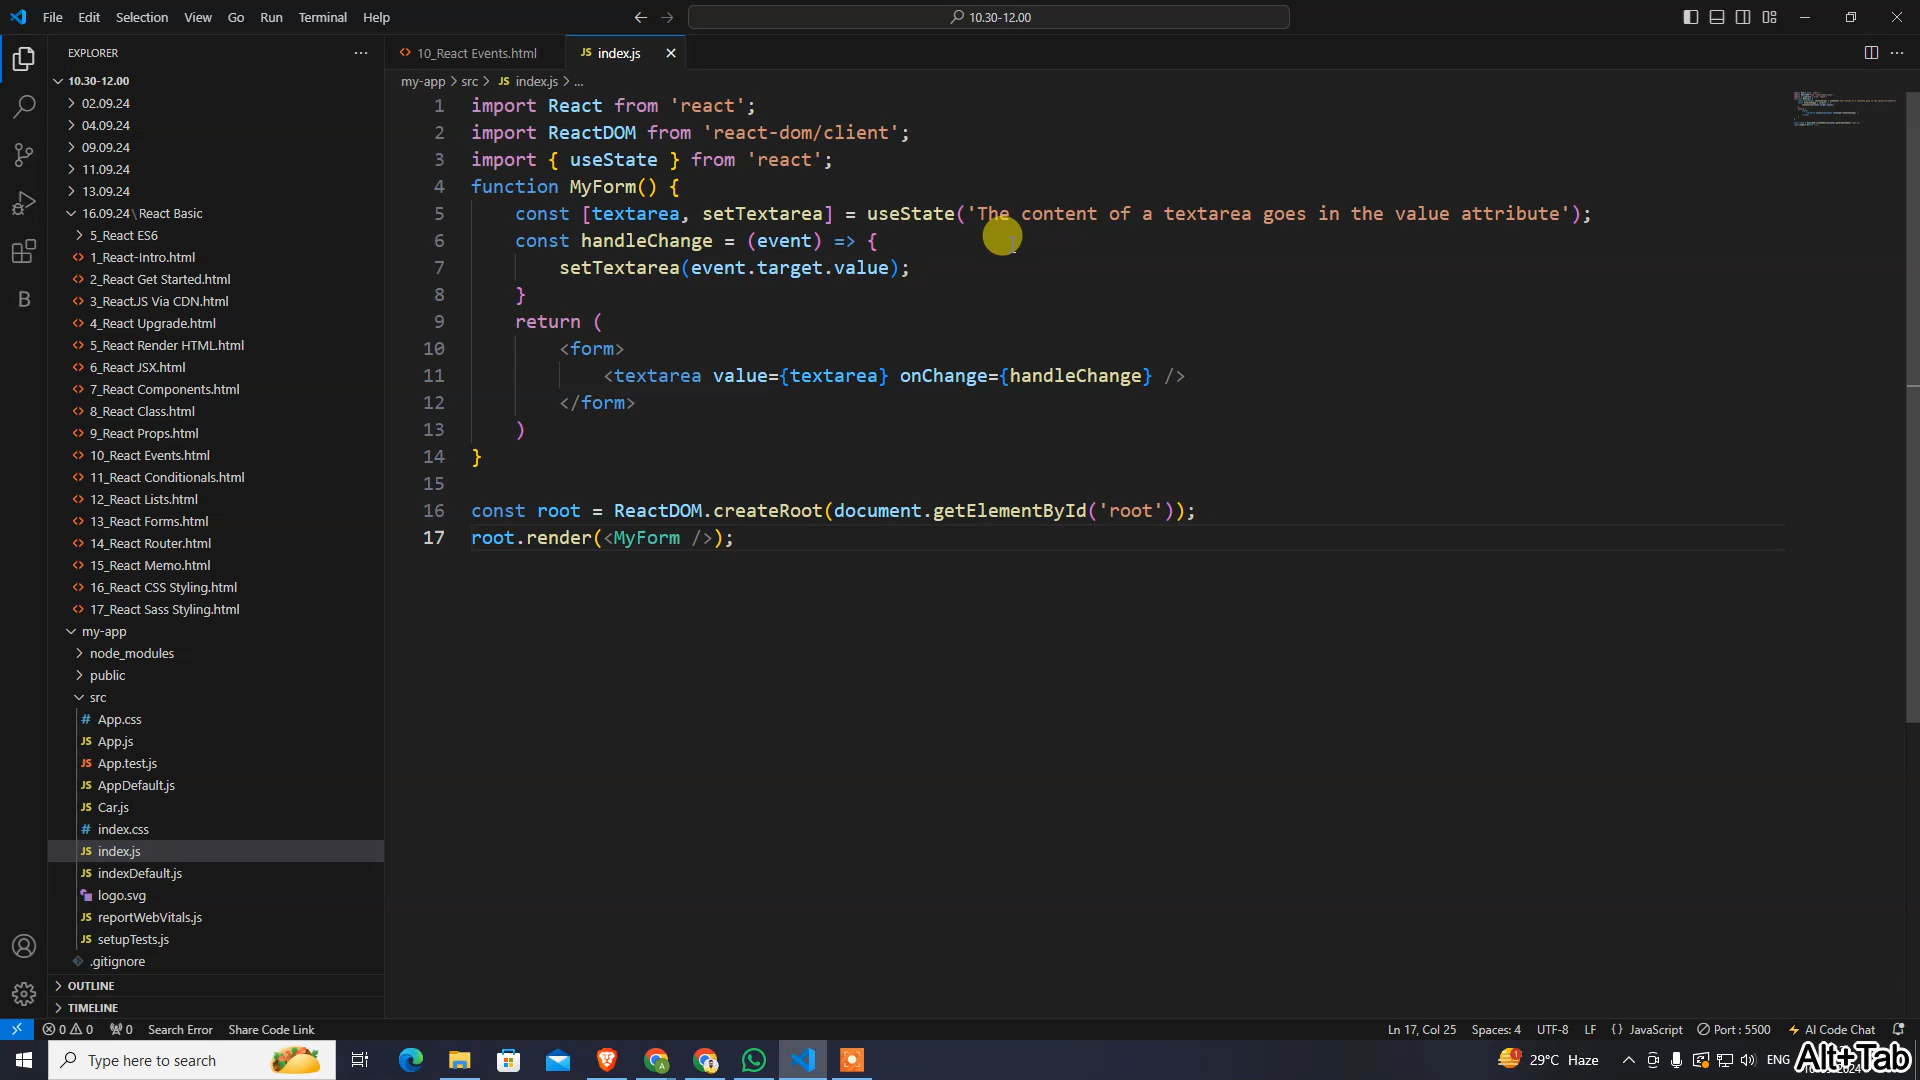 File Edit Selection View Go Run Terminal Help
10.30-12.00
EXPLORER
10.30-12.00
02.09.24
04.09.24
09.09.24
11.09.24
13.09.24
16.09.24\React Basic
5_React ES6
1_React-Intro.html
2_React Get Started.html
3_React.JS Via CDN.html
4_React Upgrade.html
5_React Render HTML.html
6_React JSX.html
7_React Components.html
8_React Class.html
9_React Props.html
10_React Events.html
11_React Conditionals.html
12_React Lists.html
13_React Forms.html
14_React Router.html
15_React Memo.html
16_React CSS Styling.html
17_React Sass Styling.html
my-app
node_modules
public
src
# App.css
JS App.js
JS App.test.js
JS AppDefault.js
JS Car.js
# index.css
JS index.js
JS indexDefault.js
logo.svg
JS reportWebVitals.js
JS setupTests.js
.gitignore
OUTLINE
TIMELINE
10_React Events.html JS index.js
my-app > src > JS index.js > ...
1 import React from 'react';
2 import ReactDOM from 'react-dom/client';
3 import { useState } from 'react';
4 function MyForm() {
5 const [textarea, setTextarea] = useState('The content of a textarea goes in the value attribute');
6 const handleChange = (event) => {
7 setTextarea(event.target.value);
8 }
9 return (
10 <form>
11 <textarea value={textarea} onChange={handleChange} />
12 </form>
13 )
14 }
15
16 const root = ReactDOM.createRoot(document.getElementById('root'));
17 root.render(<MyForm />);
0 0 0 Search Error Share Code Link
Ln 17, Col 25 Spaces: 4 UTF-8 LF {} JavaScript Port : 5500 AI Code Chat
Type here to search
29°C Haze
ENG
Alt+Tab